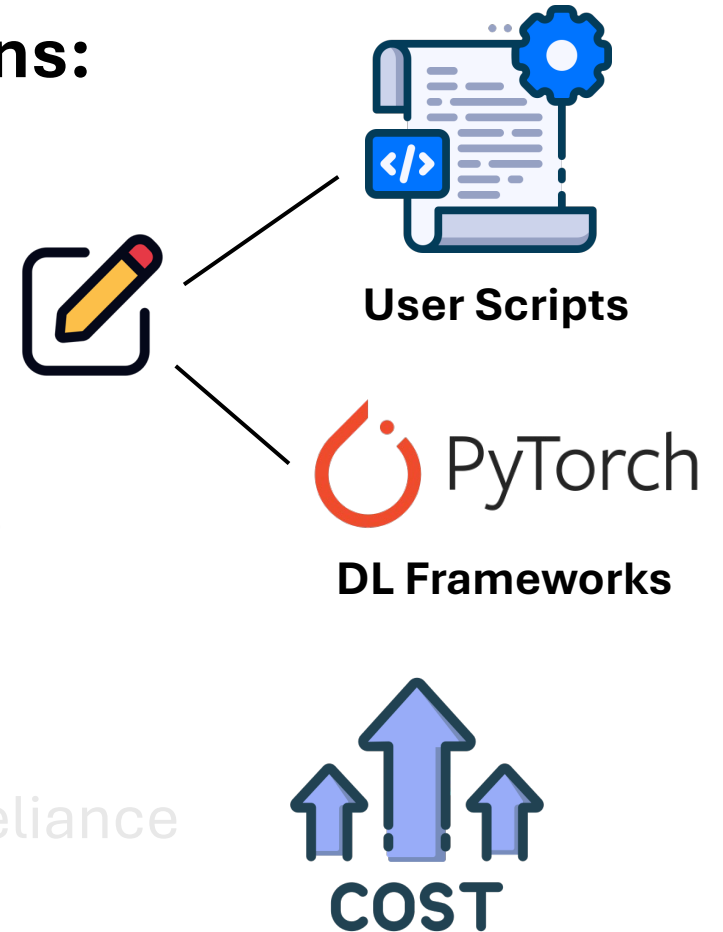 ns:
</>
User Scripts
PyTorch
DL Frameworks
eliance
COST